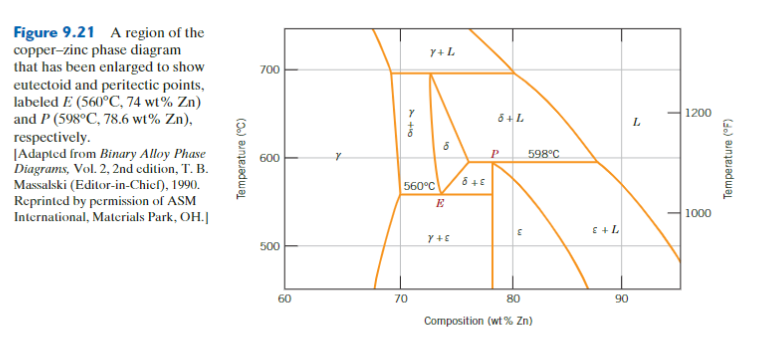 Figure 9.21 A region of the
copper–zinc phase diagram
that has been enlarged to show
eutectoid and peritectic points,
labeled E (560°C, 74 wt% Zn)
and P (598°C, 78.6 wt% Zn),
respectively.
[Adapted from Binary Alloy Phase
Diagrams, Vol. 2, 2nd edition, T. B.
Massalski (Editor-in-Chief), 1990.
Reprinted by permission of ASM
International, Materials Park, OH.]
Temperature (°C)
700
600
500
γ + L
γ + δ
δ
δ + L
L
γ
P
598°C
560°C
δ + ε
E
γ + ε
ε
ε + L
1200
1000
Temperature (°F)
60
70
80
90
Composition (wt% Zn)